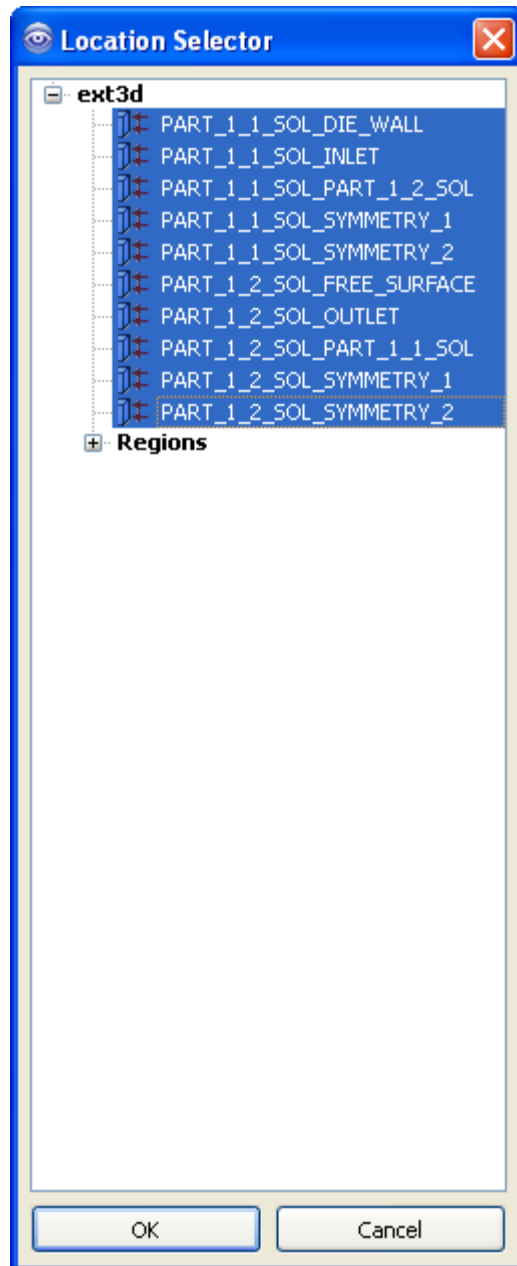 Location Selector
ext3d
PART_1_1_SOL_DIE_WALL
PART_1_1_SOL_INLET
PART_1_1_SOL_PART_1_2_SOL
PART_1_1_SOL_SYMMETRY_1
PART_1_1_SOL_SYMMETRY_2
PART_1_2_SOL_FREE_SURFACE
PART_1_2_SOL_OUTLET
PART_1_2_SOL_PART_1_1_SOL
PART_1_2_SOL_SYMMETRY_1
PART_1_2_SOL_SYMMETRY_2
Regions
OK Cancel